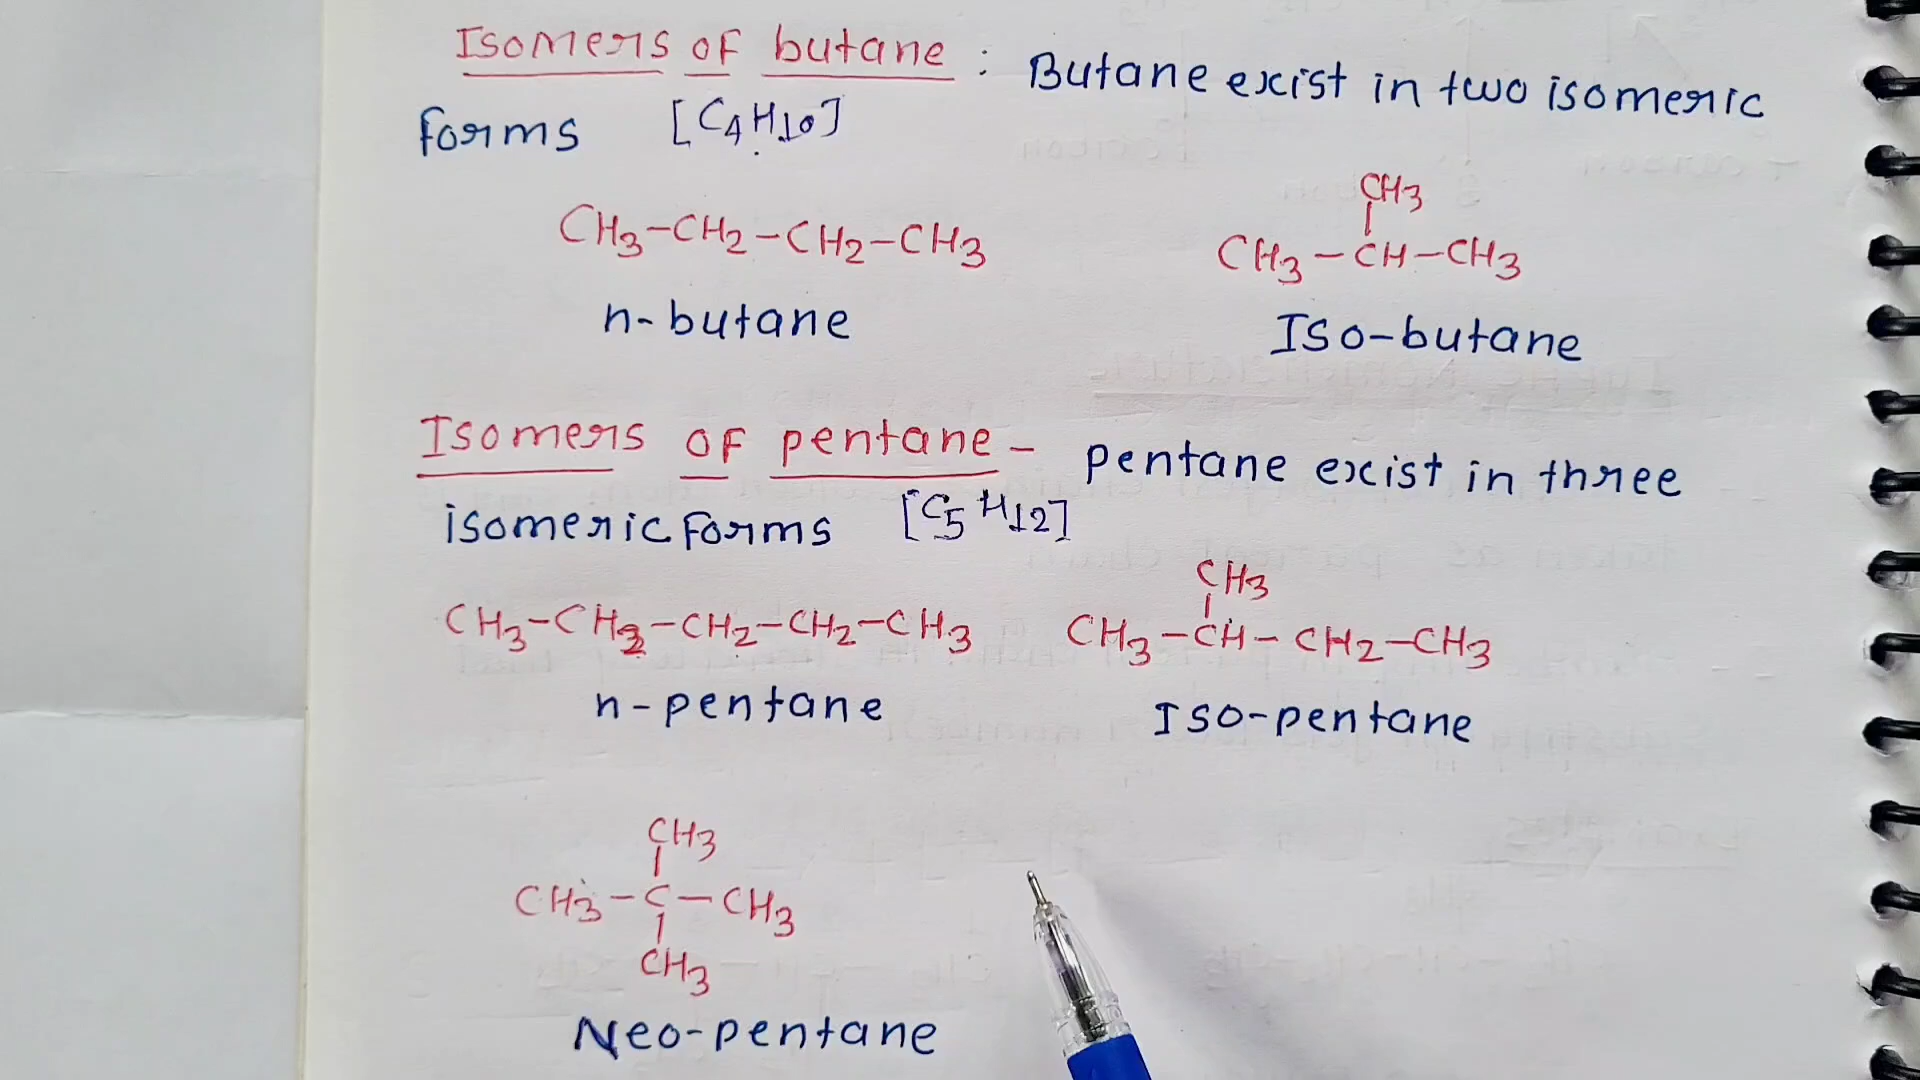 Isomers of butane : Butane exist in two isomeric
forms [C4H10]
CH3
CH3-CH2-CH2-CH3 CH3-CH-CH3
n-butane Iso-butane
Isomers of pentane - pentane exist in three
isomeric forms [C5H12]
CH3
CH3-CH2-CH2-CH2-CH3 CH3-CH-CH2-CH3
n-pentane Iso-pentane
CH3
CH3-C-CH3
CH3
Neo-pentane